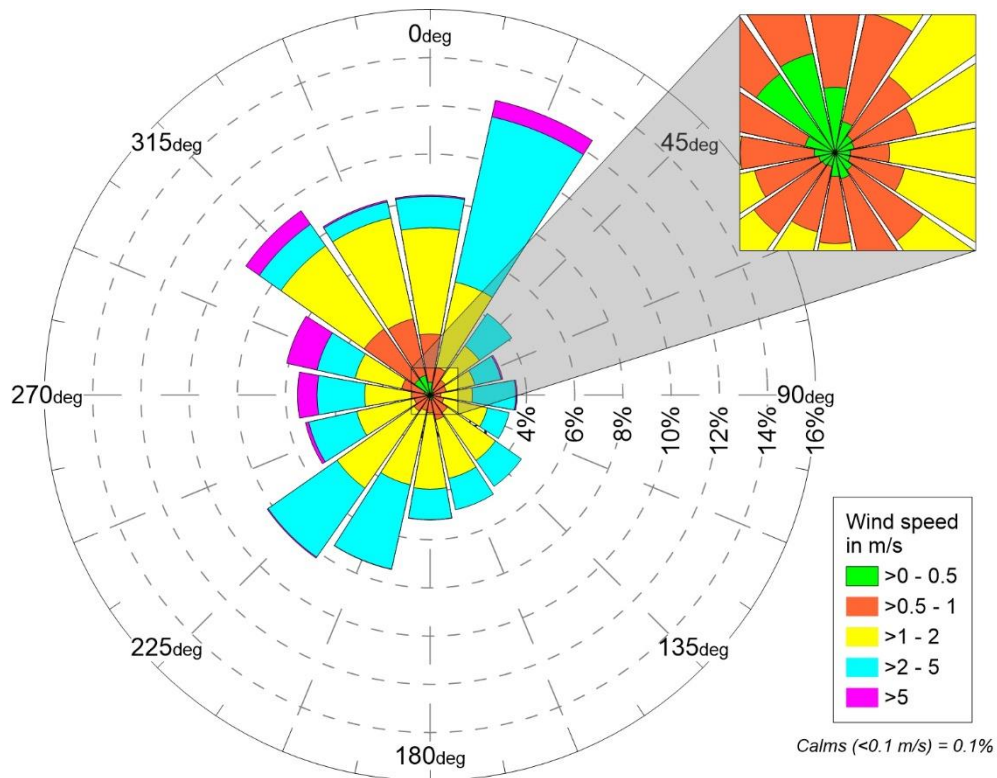 0deg
45deg
90deg
135deg
180deg
225deg
270deg
315deg
4%
6%
8%
10%
12%
14%
16%
Wind speed
in m/s
>0 - 0.5
>0.5 - 1
>1 - 2
>2 - 5
>5
Calms (<0.1 m/s) = 0.1%